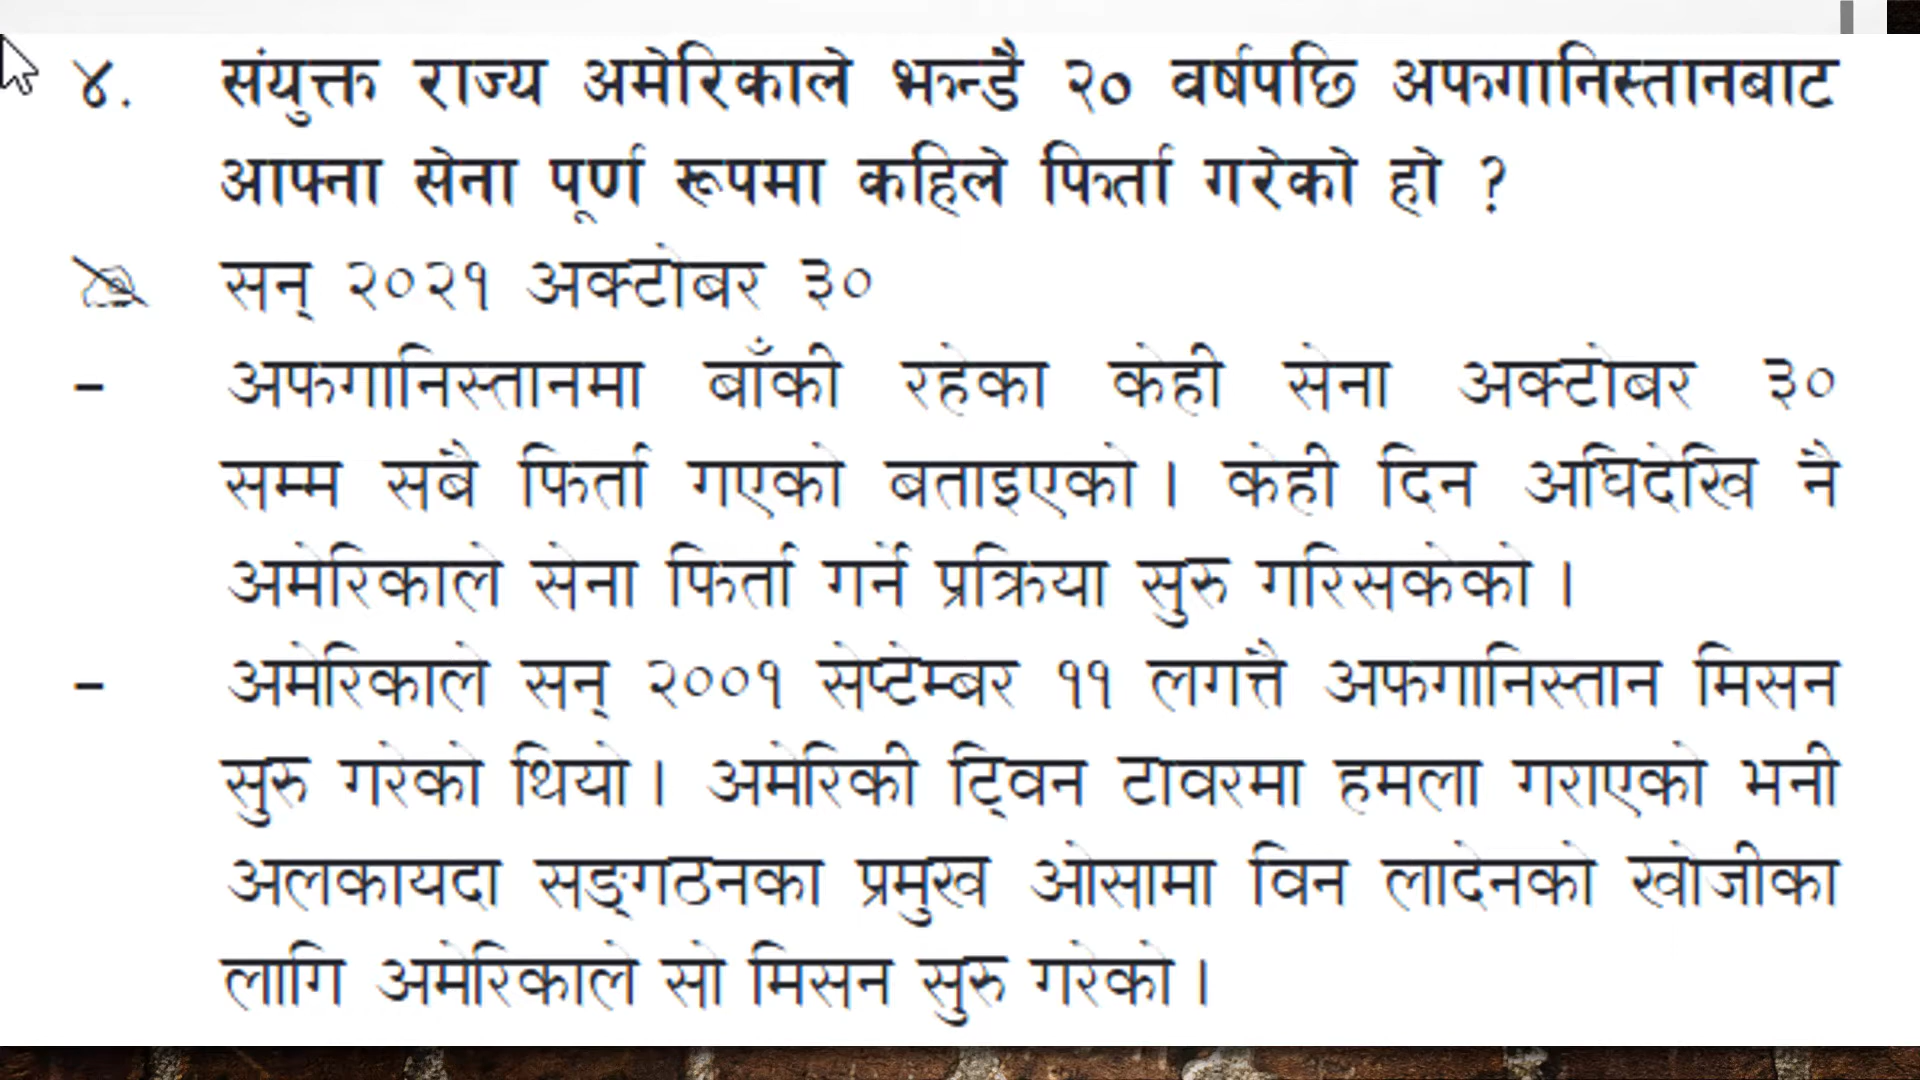 ४. संयुक्त राज्य अमेरिकाले झन्डै २० वर्षपछि अफगानिस्तानबाट
आफ्ना सेना पूर्ण रूपमा कहिले फिर्ता गरेको हो ?
सन् २०२१ अक्टोबर ३०
– अफगानिस्तानमा बाँकी रहेका केही सेना अक्टोबर ३०
सम्म सबै फिर्ता गएको बताइएको । केही दिन अघिदेखि नै
अमेरिकाले सेना फिर्ता गर्ने प्रक्रिया सुरु गरिसकेको ।
– अमेरिकाले सन् २००१ सेप्टेम्बर ११ लगत्तै अफगानिस्तान मिसन
सुरु गरेको थियो । अमेरिकी ट्विन टावरमा हमला गराएको भनी
अलकायदा सङ्गठनका प्रमुख ओसामा विन लादेनको खोजीका
लागि अमेरिकाले सो मिसन सुरु गरेको ।